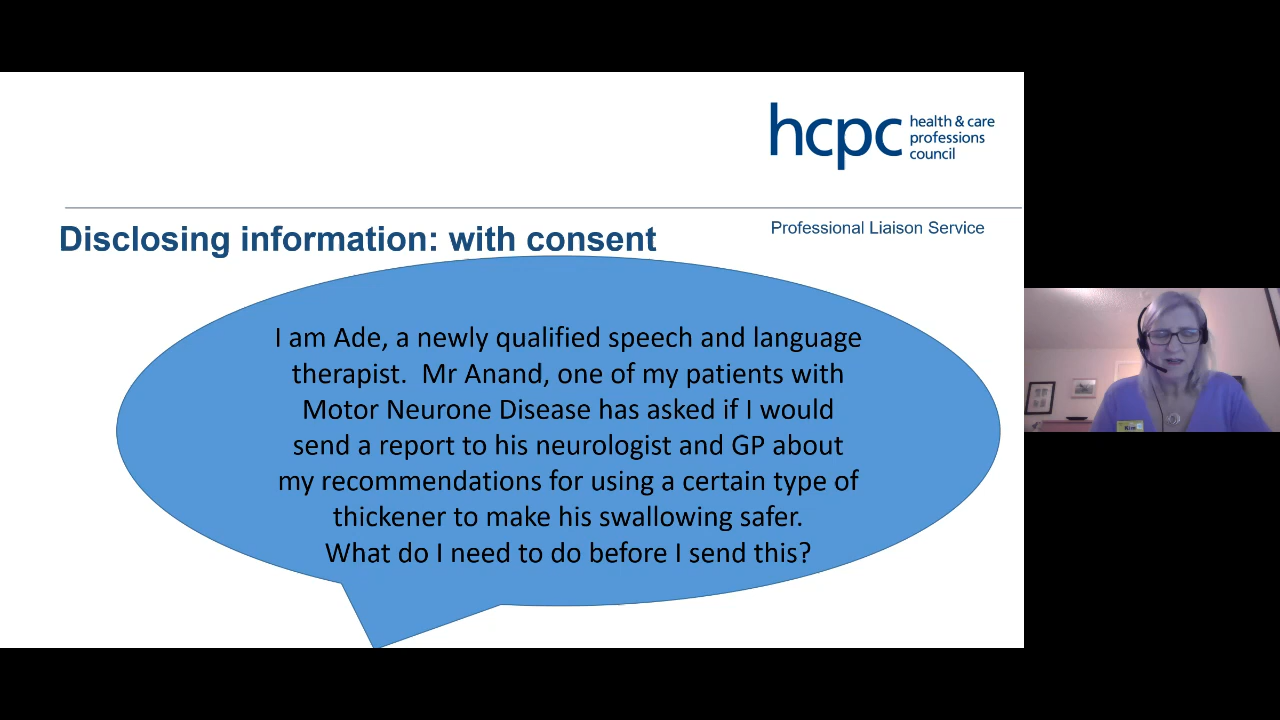 hcpc
health & care
professions
council
Professional Liaison Service
Disclosing information: with consent
I am Ade, a newly qualified speech and language
therapist.  Mr Anand, one of my patients with
Motor Neurone Disease has asked if I would
send a report to his neurologist and GP about
my recommendations for using a certain type of
thickener to make his swallowing safer.
What do I need to do before I send this?